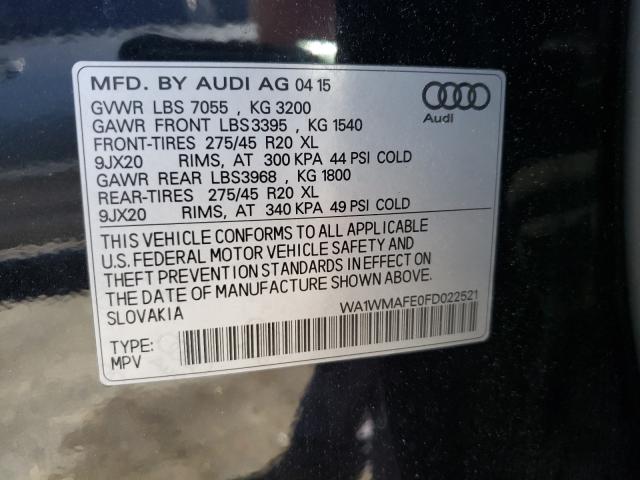 MFD. BY AUDI AG 04 15
Audi
GVWR LBS 7055 , KG 3200
GAWR FRONT LBS3395 , KG 1540
FRONT-TIRES 275/45 R20 XL
9JX20 RIMS, AT 300 KPA 44 PSI COLD
GAWR REAR LBS3968 , KG 1800
REAR-TIRES 275/45 R20 XL
9JX20 RIMS, AT 340 KPA 49 PSI COLD
THIS VEHICLE CONFORMS TO ALL APPLICABLE
U.S. FEDERAL MOTOR VEHICLE SAFETY AND
THEFT PREVENTION STANDARDS IN EFFECT ON
THE DATE OF MANUFACTURE SHOWN ABOVE.
SLOVAKIA
WA1WMAFE0FD022521
TYPE:
MPV